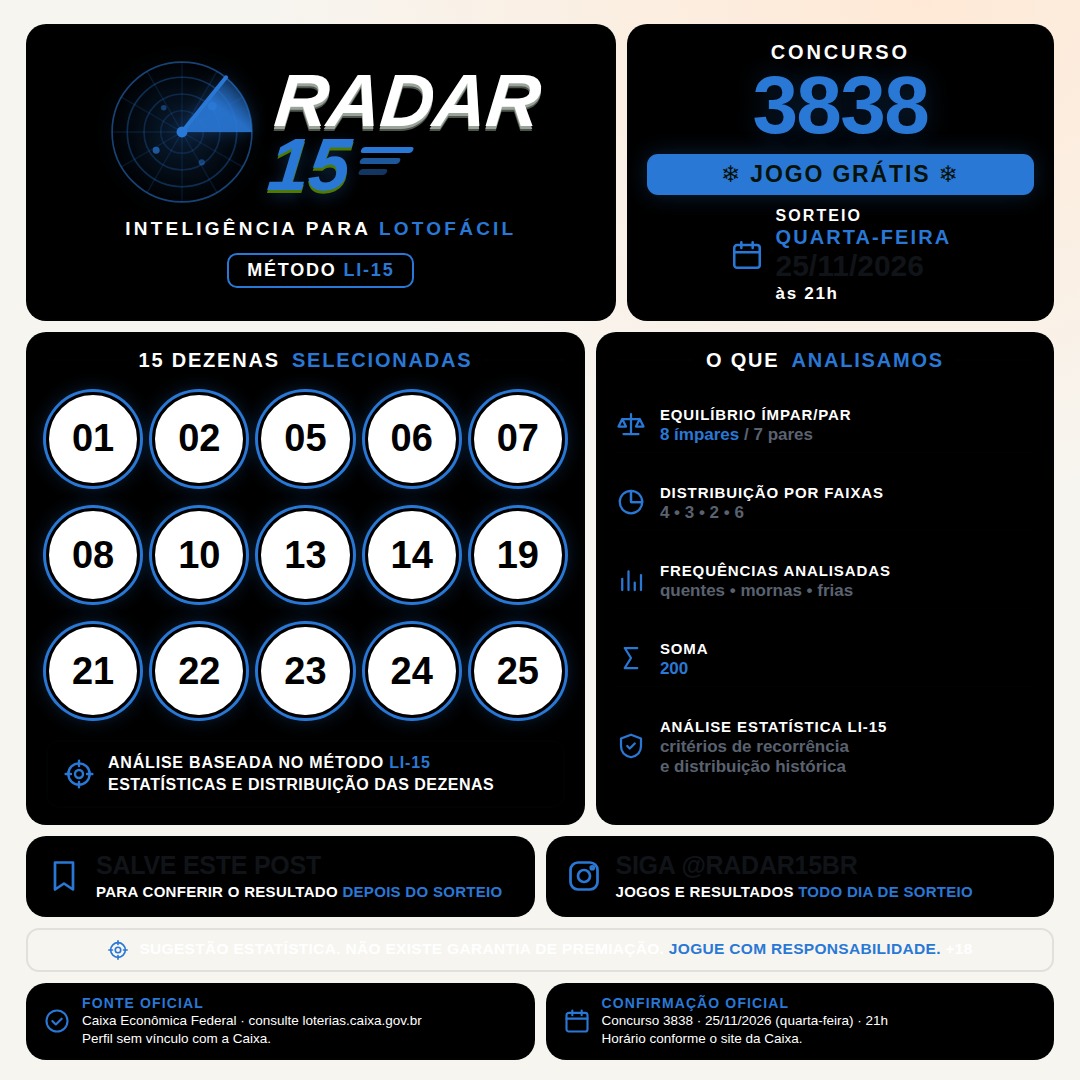 RADAR
15
INTELIGÊNCIA PARA LOTOFÁCIL
MÉTODO LI-15
CONCURSO
3838
❄ JOGO GRÁTIS ❄
SORTEIO
QUARTA-FEIRA
25/11/2026
às 21h
15 DEZENAS SELECIONADAS
01 02 05 06 07
08 10 13 14 19
21 22 23 24 25
ANÁLISE BASEADA NO MÉTODO LI-15
ESTATÍSTICAS E DISTRIBUIÇÃO DAS DEZENAS
O QUE ANALISAMOS
EQUILÍBRIO ÍMPAR/PAR
8 ímpares / 7 pares
DISTRIBUIÇÃO POR FAIXAS
4 • 3 • 2 • 6
FREQUÊNCIAS ANALISADAS
quentes • mornas • frias
SOMA
200
ANÁLISE ESTATÍSTICA LI-15
critérios de recorrência
e distribuição histórica
SALVE ESTE POST
PARA CONFERIR O RESULTADO DEPOIS DO SORTEIO
SIGA @RADAR15BR
JOGOS E RESULTADOS TODO DIA DE SORTEIO
SUGESTÃO ESTATÍSTICA. NÃO EXISTE GARANTIA DE PREMIAÇÃO. JOGUE COM RESPONSABILIDADE. +18
FONTE OFICIAL
Caixa Econômica Federal · consulte loterias.caixa.gov.br
Perfil sem vínculo com a Caixa.
CONFIRMAÇÃO OFICIAL
Concurso 3838 · 25/11/2026 (quarta-feira) · 21h
Horário conforme o site da Caixa.